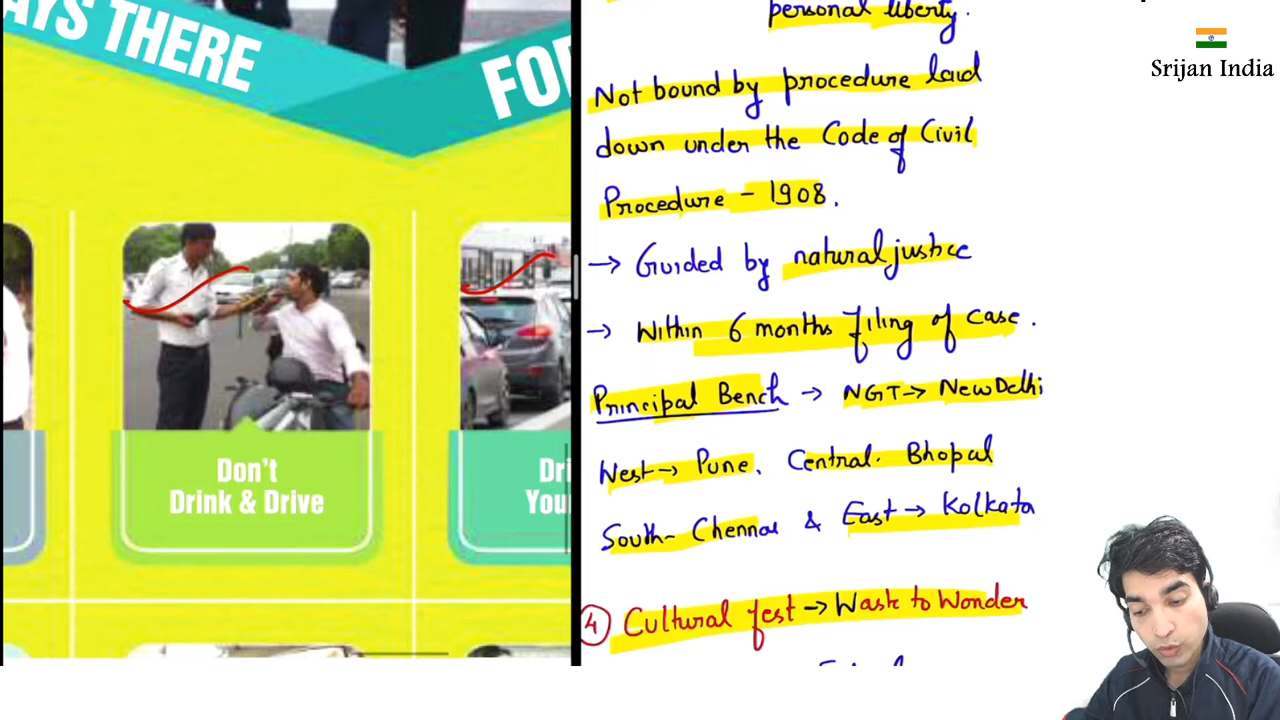 AYS THERE
FO
Don't
Drink & Drive
Dri
You
personal liberty.
Not bound by procedure laid
down under the Code of Civil
Procedure - 1908.
→ Guided by natural justice
→ Within 6 months filing of case.
Principal Bench → NGT → New Delhi
West → Pune, Central. Bhopal
South - Chennai & East → Kolkata
4 Cultural fest → Waste to Wonder
Srijan India